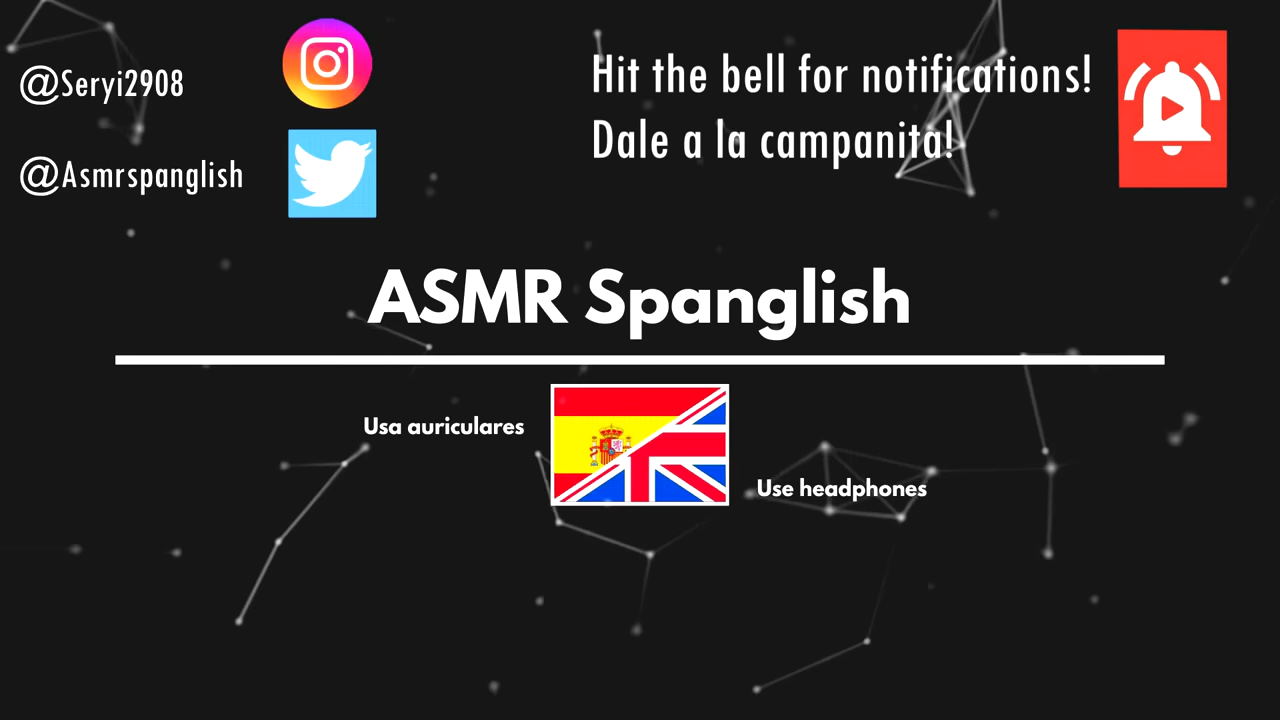 @Seryi2908
@Asmrspanglish
Hit the bell for notifications!
Dale a la campanita!
ASMR Spanglish
Usa auriculares
Use headphones